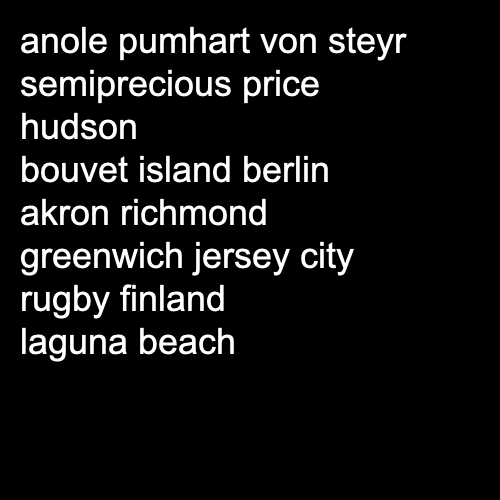 anole pumhart von steyr
semiprecious price
hudson
bouvet island berlin
akron richmond
greenwich jersey city
rugby finland
laguna beach